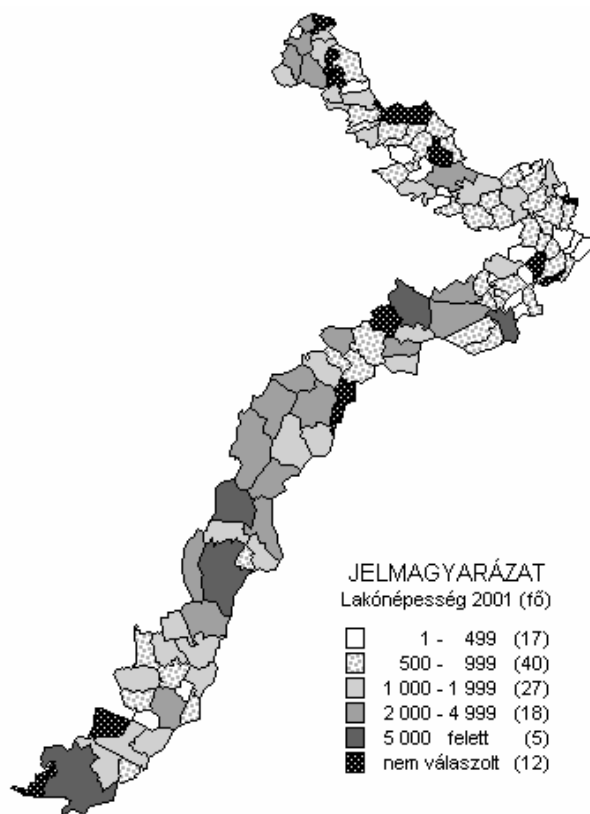 JELMAGYARÁZAT
Lakónépesség 2001 (fő)
1 - 499 (17)
500 - 999 (40)
1 000 - 1 999 (27)
2 000 - 4 999 (18)
5 000 felett (5)
nem válaszolt (12)